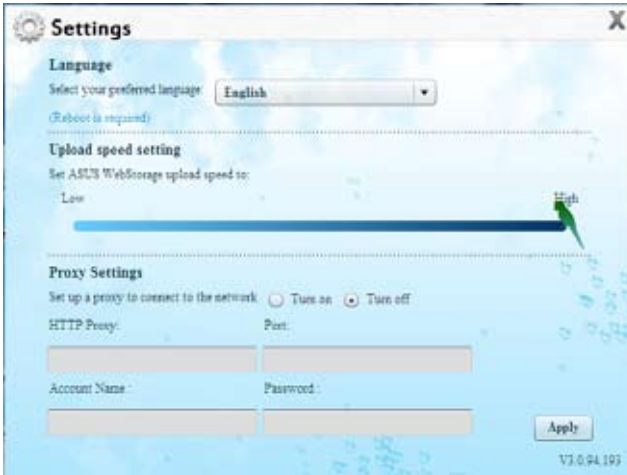 Settings
X
Language
Select your preferred language: English
(Reboot is required)
Upload speed setting
Set ASUS WebStorage upload speed to:
Low High
Proxy Settings
Set up a proxy to connect to the network Turn on Turn off
HTTP Proxy: Port:
Account Name : Password :
Apply
V3.0.94.193